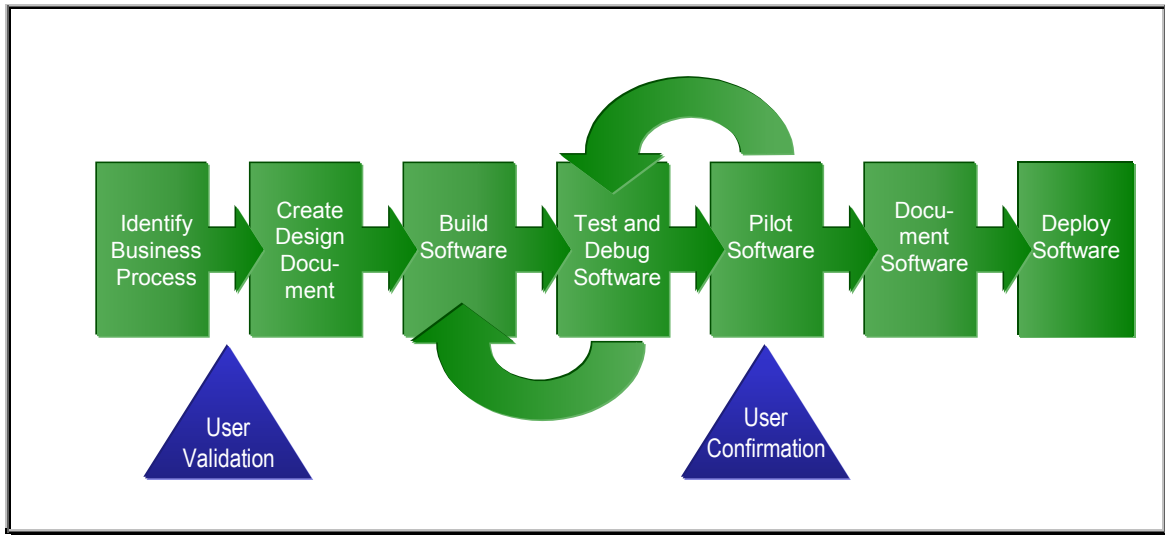 Identify
Business
Process
Create
Design
Docu-
ment
Build
Software
Test and
Debug
Software
Pilot
Software
Docu-
ment
Software
Deploy
Software
User
Validation
User
Confirmation